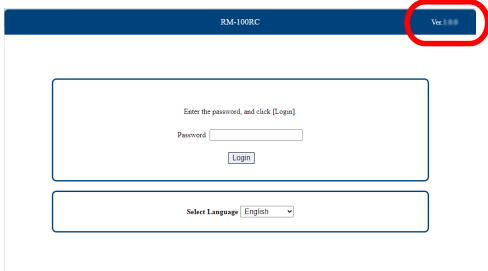 RM-100RC
Ver.
Enter the password, and click [Login].
Password
Login
Select Language English